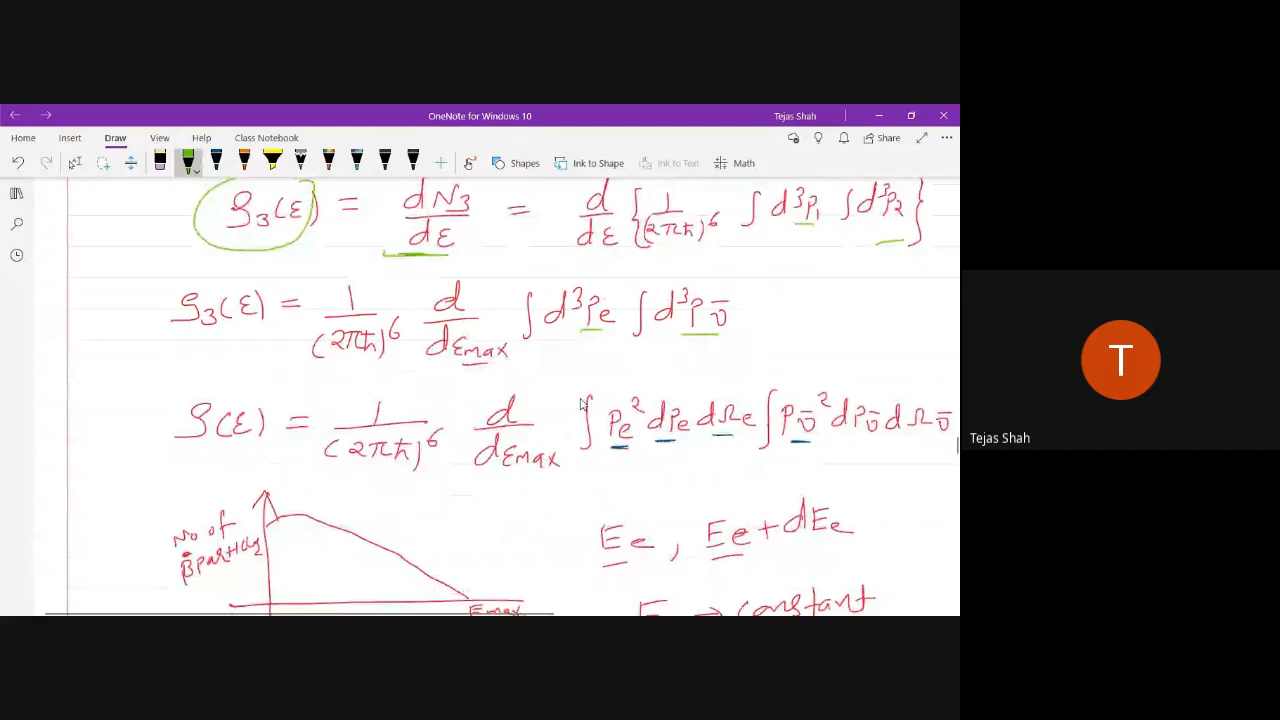 OneNote for Windows 10
Tejas Shah
Home Insert Draw View Help Class Notebook
Share
Shapes Ink to Shape Ink to Text Math
ρ₃(ε) = dN₃/dε = d/dε { 1/(2πħ)⁶ ∫ d³p₁ ∫ d³p₂ }
ρ₃(ε) = 1/(2πħ)⁶ d/dεmax ∫ d³pe ∫ d³pν̄
ρ(ε) = 1/(2πħ)⁶ d/dεmax ∫ pe² dpe dΩe ∫ pν̄² dpν̄ dΩν̄
No of
β particles
Emax
Ee , Ee + dEe
E → constant
T
Tejas Shah